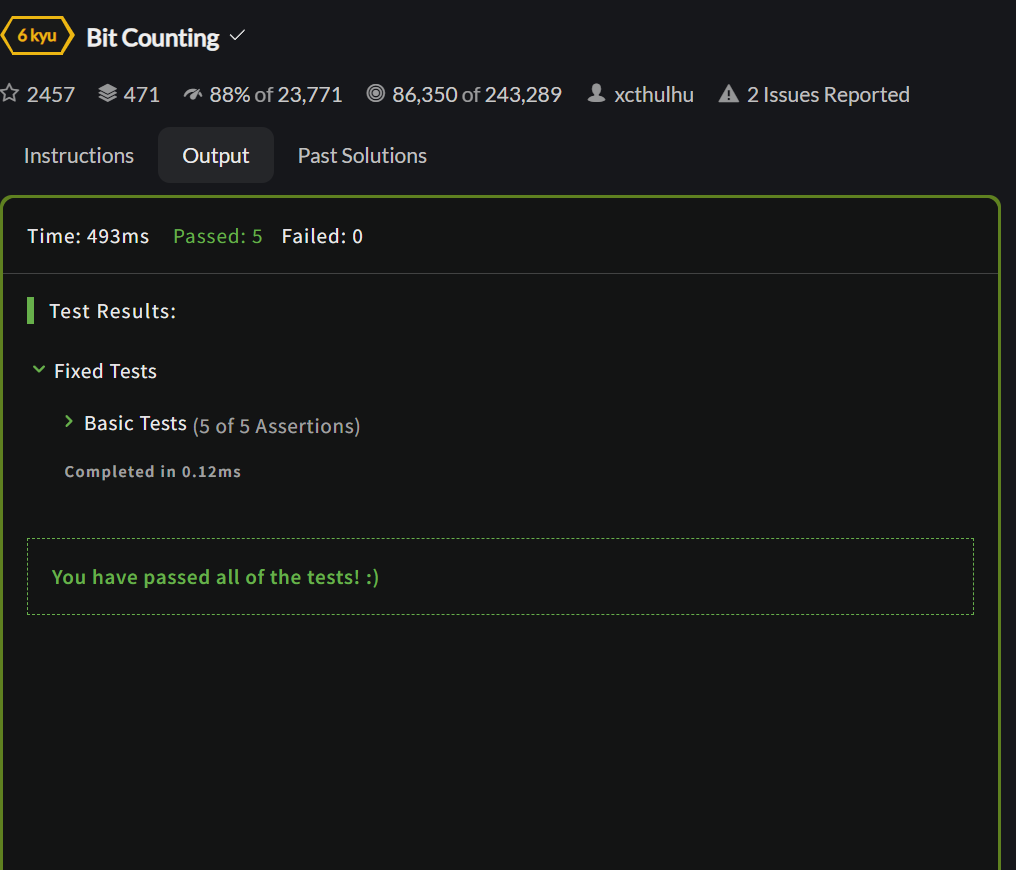 6 kyu Bit Counting
2457 471 88% of 23,771 86,350 of 243,289 xcthulhu 2 Issues Reported
Instructions Output Past Solutions
Time: 493ms Passed: 5 Failed: 0
Test Results:
Fixed Tests
Basic Tests (5 of 5 Assertions)
Completed in 0.12ms
You have passed all of the tests! :)